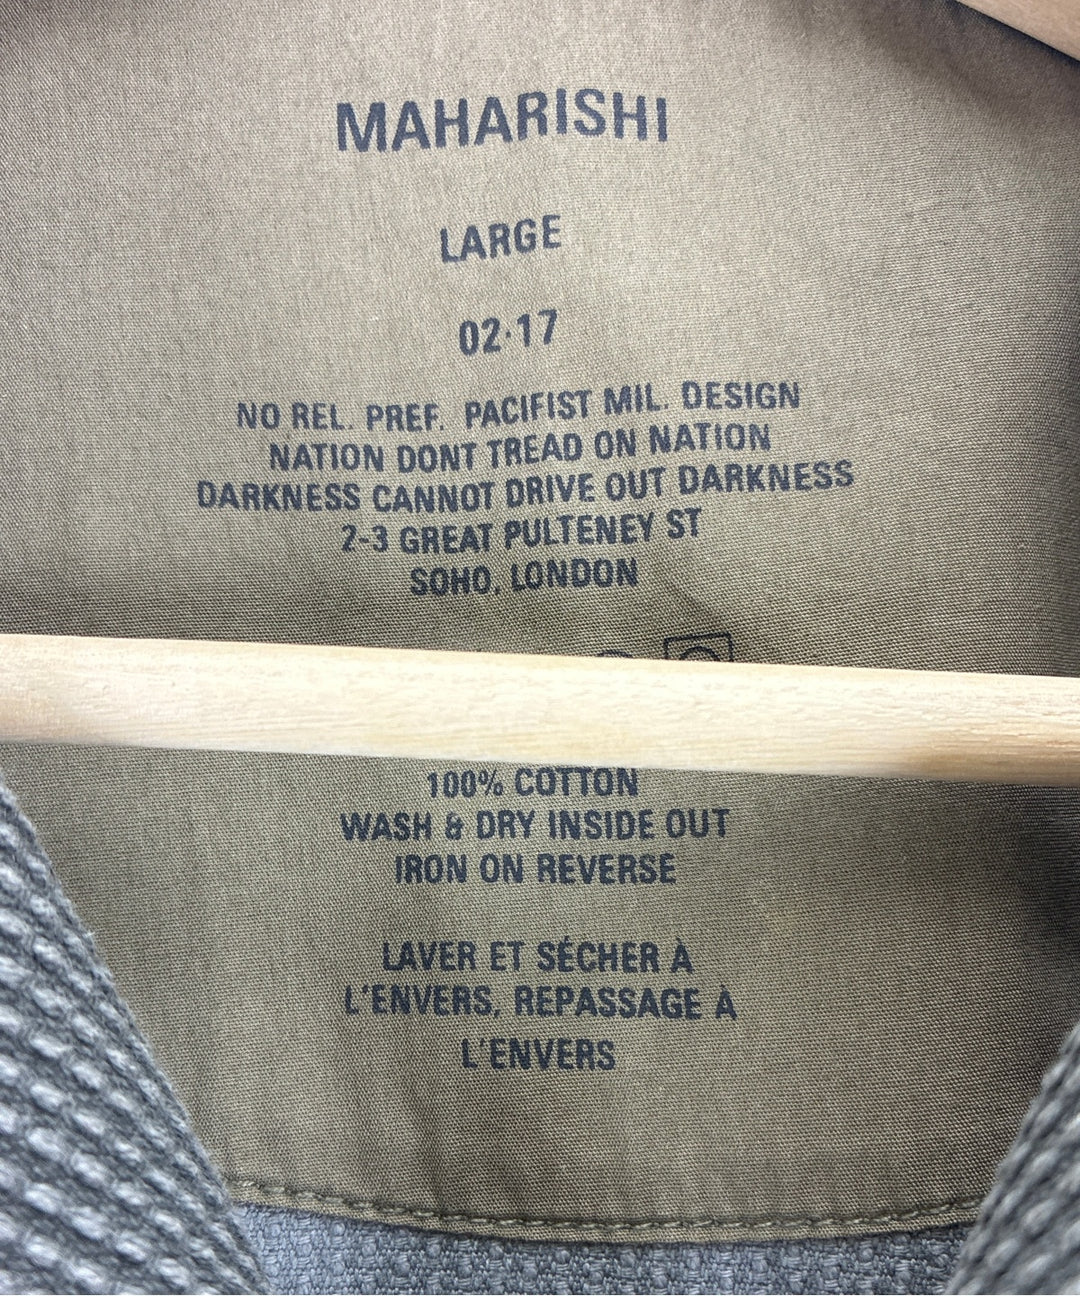 MAHARISHI
LARGE
02·17
NO REL. PREF. PACIFIST MIL. DESIGN
NATION DONT TREAD ON NATION
DARKNESS CANNOT DRIVE OUT DARKNESS
2-3 GREAT PULTENEY ST
SOHO, LONDON
100% COTTON
WASH & DRY INSIDE OUT
IRON ON REVERSE
LAVER ET SÉCHER À
L'ENVERS, REPASSAGE À
L'ENVERS